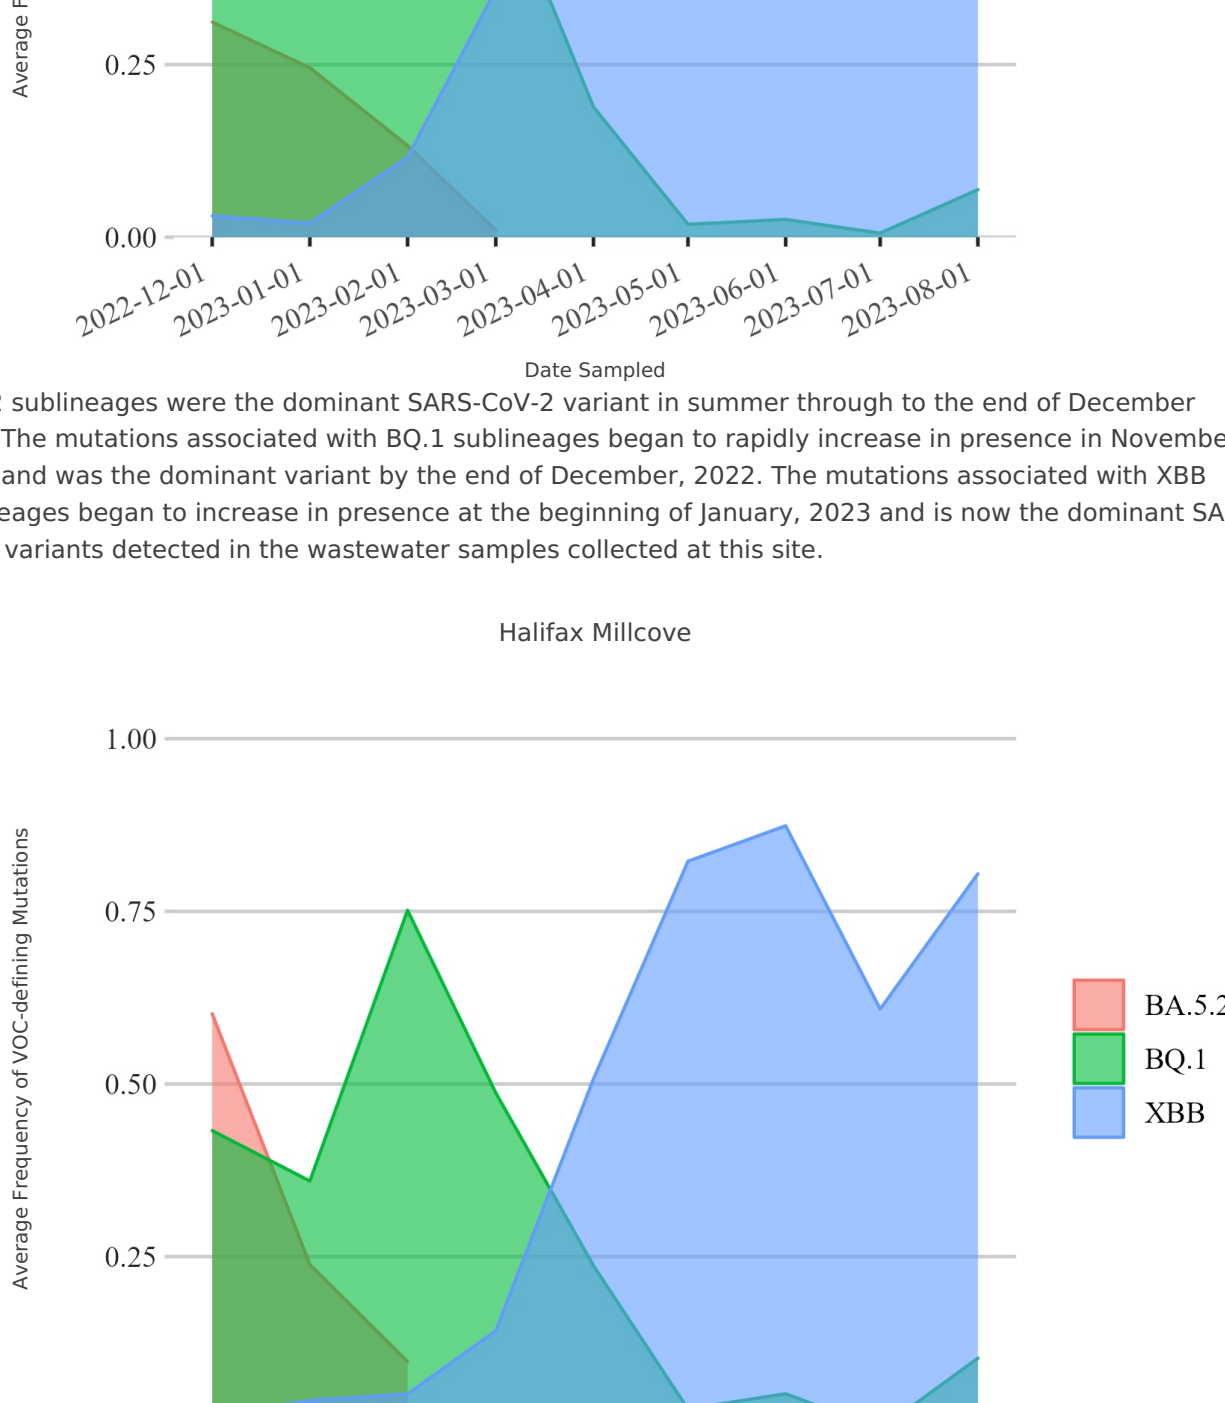 Average F
0.25
0.00
2022-12-01
2023-01-01
2023-02-01
2023-03-01
2023-04-01
2023-05-01
2023-06-01
2023-07-01
2023-08-01
Date Sampled
2 sublineages were the dominant SARS-CoV-2 variant in summer through to the end of December
The mutations associated with BQ.1 sublineages began to rapidly increase in presence in Novembe
and was the dominant variant by the end of December, 2022. The mutations associated with XBB
eages began to increase in presence at the beginning of January, 2023 and is now the dominant SA
variants detected in the wastewater samples collected at this site.
Halifax Millcove
Average Frequency of VOC-defining Mutations
1.00
0.75
0.50
0.25
BA.5.2
BQ.1
XBB